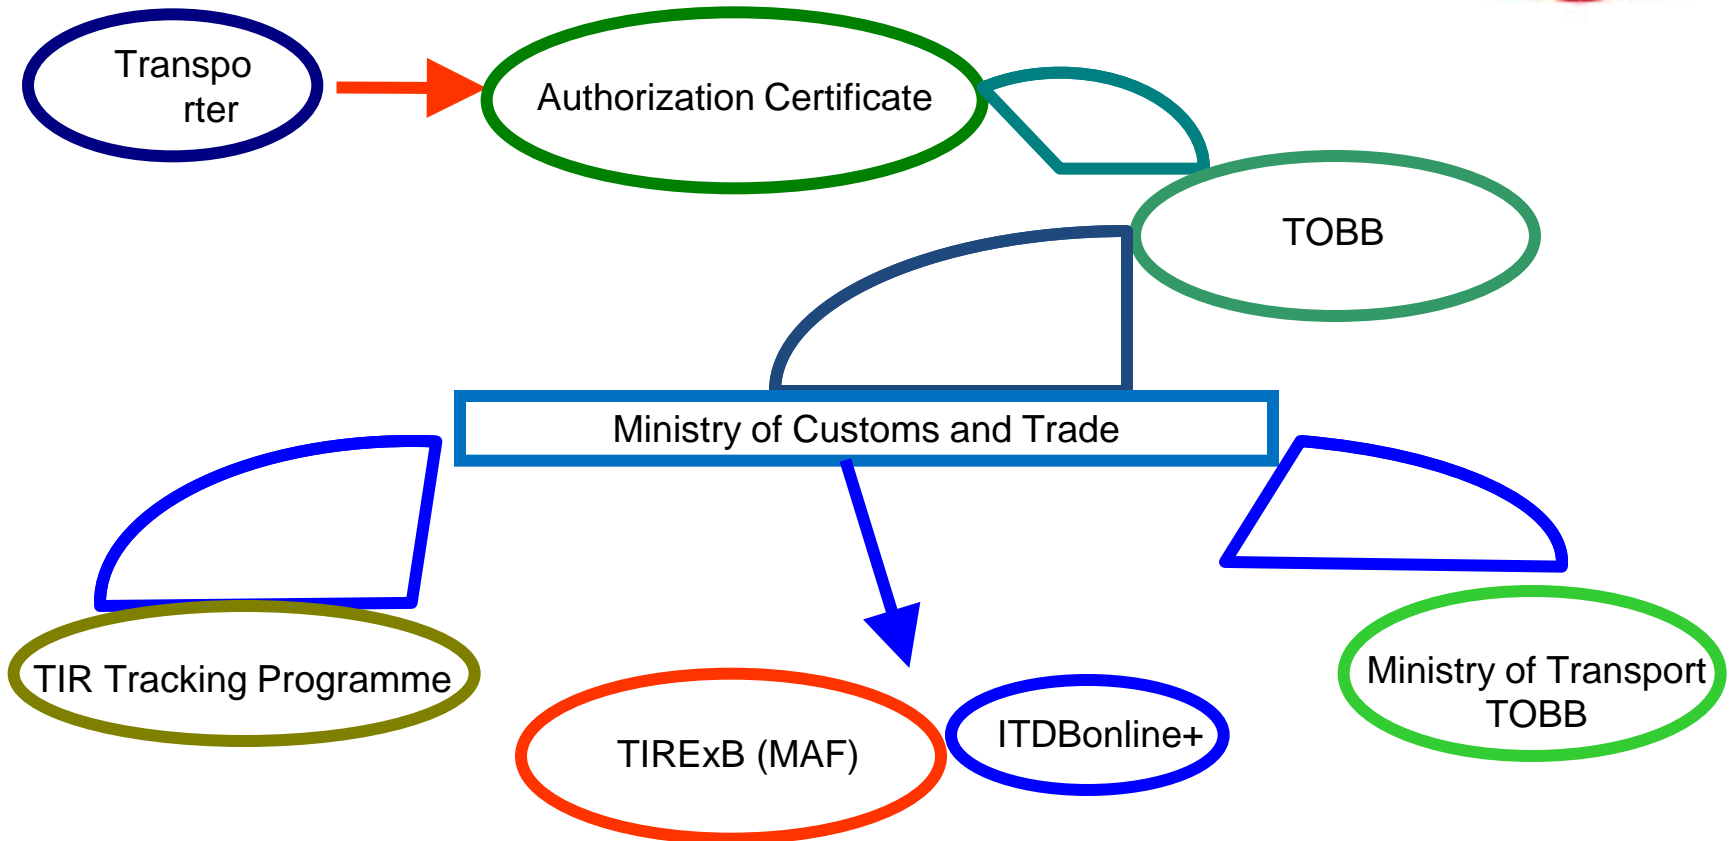 Transpo
rter
Authorization Certificate
TOBB
Ministry of Customs and Trade
TIR Tracking Programme
TIRExB (MAF)
ITDBonline+
Ministry of Transport
TOBB